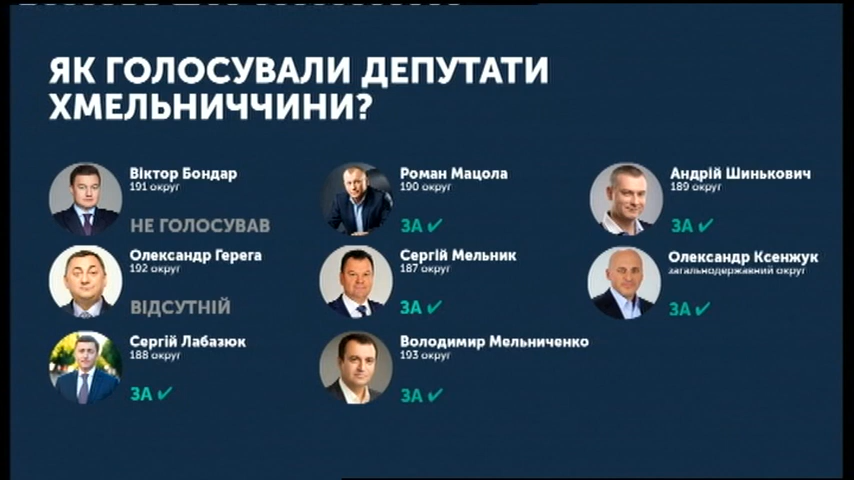 ЯК ГОЛОСУВАЛИ ДЕПУТАТИ
ХМЕЛЬНИЧЧИНИ?
Віктор Бондар
191 округ
НЕ ГОЛОСУВАВ
Роман Мацола
190 округ
ЗА ✓
Андрій Шинькович
189 округ
ЗА ✓
Олександр Герега
192 округ
ВІДСУТНІЙ
Сергій Мельник
187 округ
ЗА ✓
Олександр Ксенжук
загальнодержавний округ
ЗА ✓
Сергій Лабазюк
188 округ
ЗА ✓
Володимир Мельниченко
193 округ
ЗА ✓